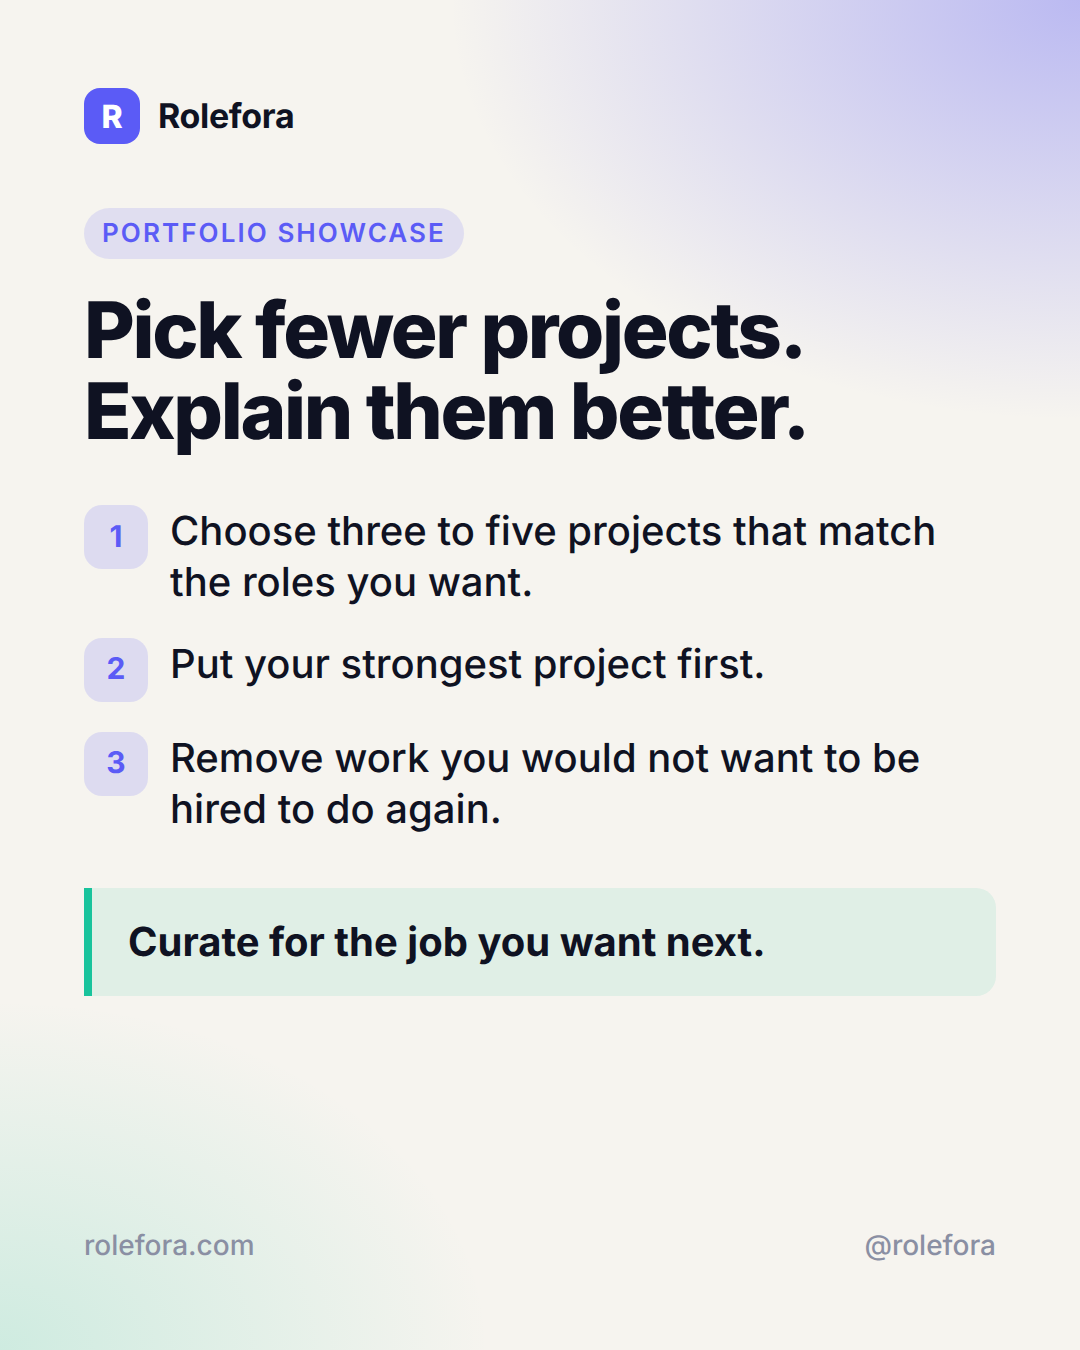 R
Rolefora
PORTFOLIO SHOWCASE
Pick fewer projects.
Explain them better.
1
Choose three to five projects that match
the roles you want.
2
Put your strongest project first.
3
Remove work you would not want to be
hired to do again.
Curate for the job you want next.
rolefora.com
@rolefora